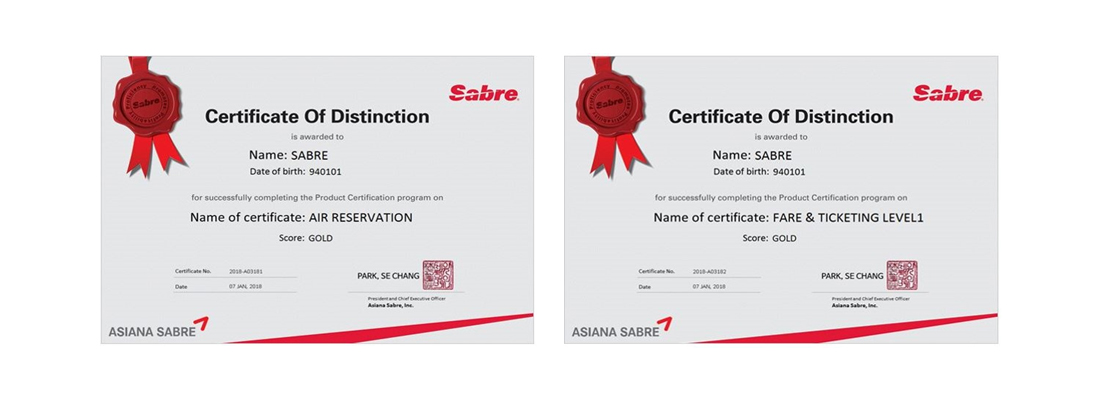 Sabre
Sabre.
Certificate Of Distinction
is awarded to
Name: SABRE
Date of birth: 940101
for successfully completing the Product Certification program on
Name of certificate: AIR RESERVATION
Score: GOLD
Certificate No. 2018-A03181
Date 07 JAN, 2018
PARK, SE CHANG
President and Chief Executive Officer
Asiana Sabre, Inc.
ASIANA SABRE
Sabre
Sabre.
Certificate Of Distinction
is awarded to
Name: SABRE
Date of birth: 940101
for successfully completing the Product Certification program on
Name of certificate: FARE & TICKETING LEVEL1
Score: GOLD
Certificate No. 2018-A03182
Date 07 JAN, 2018
PARK, SE CHANG
President and Chief Executive Officer
Asiana Sabre, Inc.
ASIANA SABRE